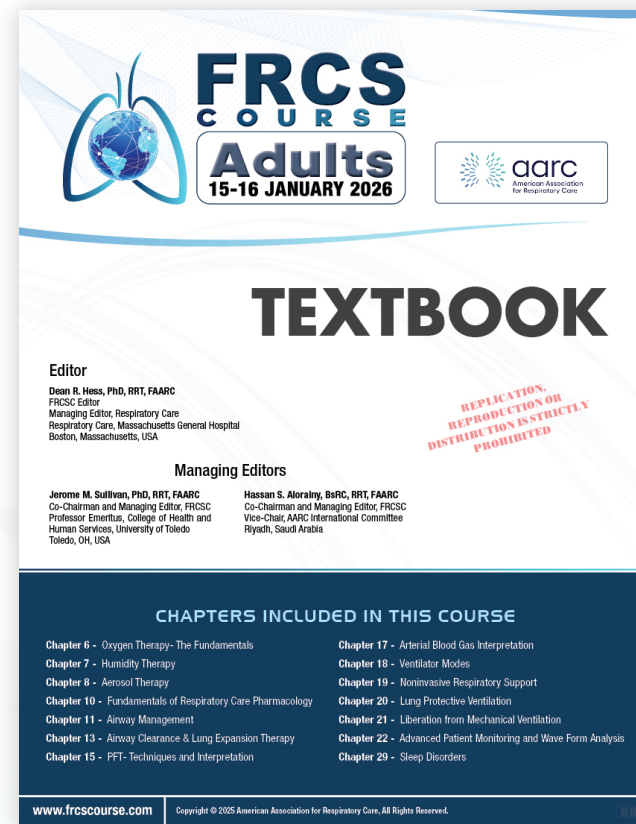 FRCS
COURSE
Adults
15-16 JANUARY 2026
aarc
American Association
for Respiratory Care
TEXTBOOK
Editor
Dean R. Hess, PhD, RRT, FAARC
FRCSC Editor
Managing Editor, Respiratory Care
Respiratory Care, Massachusetts General Hospital
Boston, Massachusetts, USA
REPLICATION,
REPRODUCTION OR
DISTRIBUTION IS STRICTLY
PROHIBITED
Managing Editors
Jerome M. Sullivan, PhD, RRT, FAARC
Co-Chairman and Managing Editor, FRCSC
Professor Emeritus, College of Health and
Human Services, University of Toledo
Toledo, OH, USA
Hassan S. Alorainy, BsRC, RRT, FAARC
Co-Chairman and Managing Editor, FRCSC
Vice-Chair, AARC International Committee
Riyadh, Saudi Arabia
CHAPTERS INCLUDED IN THIS COURSE
Chapter 6 - Oxygen Therapy- The Fundamentals
Chapter 7 - Humidity Therapy
Chapter 8 - Aerosol Therapy
Chapter 10 - Fundamentals of Respiratory Care Pharmacology
Chapter 11 - Airway Management
Chapter 13 - Airway Clearance & Lung Expansion Therapy
Chapter 15 - PFT- Techniques and Interpretation
Chapter 17 - Arterial Blood Gas Interpretation
Chapter 18 - Ventilator Modes
Chapter 19 - Noninvasive Respiratory Support
Chapter 20 - Lung Protective Ventilation
Chapter 21 - Liberation from Mechanical Ventilation
Chapter 22 - Advanced Patient Monitoring and Wave Form Analysis
Chapter 29 - Sleep Disorders
www.frcscourse.com
Copyright © 2025 American Association for Respiratory Care, All Rights Reserved.